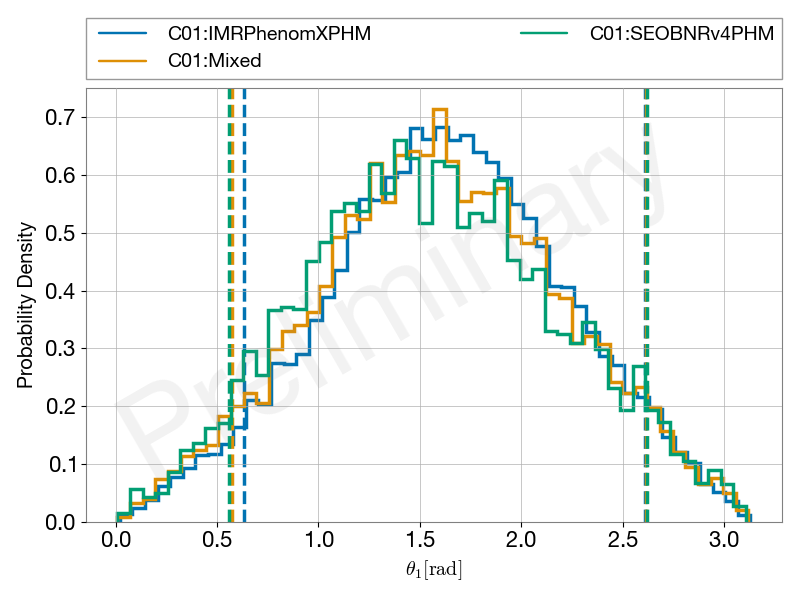 C01:IMRPhenomXPHM
C01:Mixed
C01:SEOBNRv4PHM
Preliminary
Probability Density
0.7
0.6
0.5
0.4
0.3
0.2
0.1
0.0
0.0 0.5 1.0 1.5 2.0 2.5 3.0
θ₁[rad]